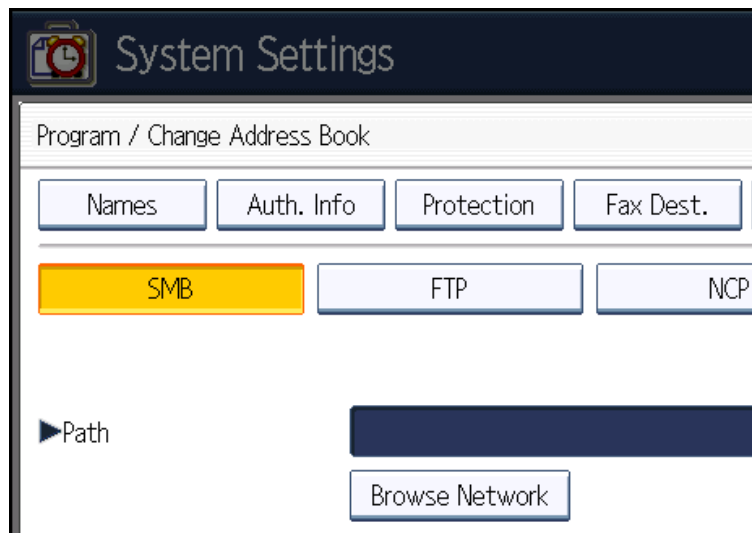 System Settings
Program / Change Address Book
Names Auth. Info Protection Fax Dest.
SMB FTP NCP
▶Path
Browse Network